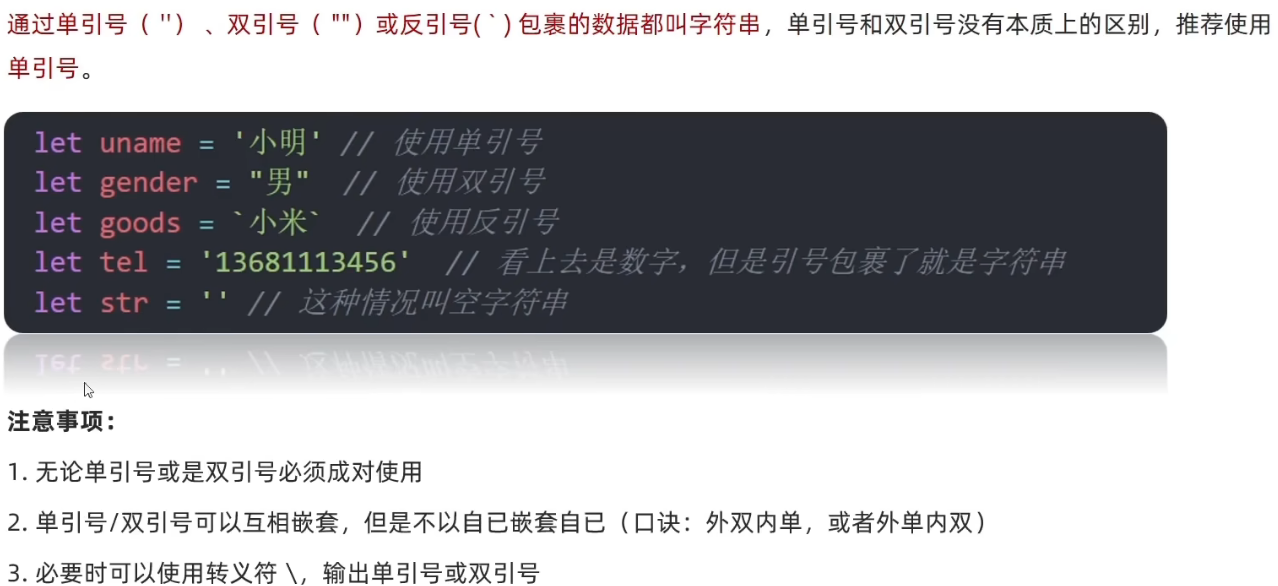 通过单引号（ ''） 、双引号（ ""）或反引号( ` ) 包裹的数据都叫字符串，单引号和双引号没有本质上的区别，推荐使用
单引号。
let uname = '小明' // 使用单引号
let gender = "男"  // 使用双引号
let goods = `小米`  // 使用反引号
let tel = '13681113456'  // 看上去是数字，但是引号包裹了就是字符串
let str = '' // 这种情况叫空字符串
注意事项：
1. 无论单引号或是双引号必须成对使用
2. 单引号/双引号可以互相嵌套，但是不以自已嵌套自已（口诀：外双内单，或者外单内双）
3. 必要时可以使用转义符 \，输出单引号或双引号